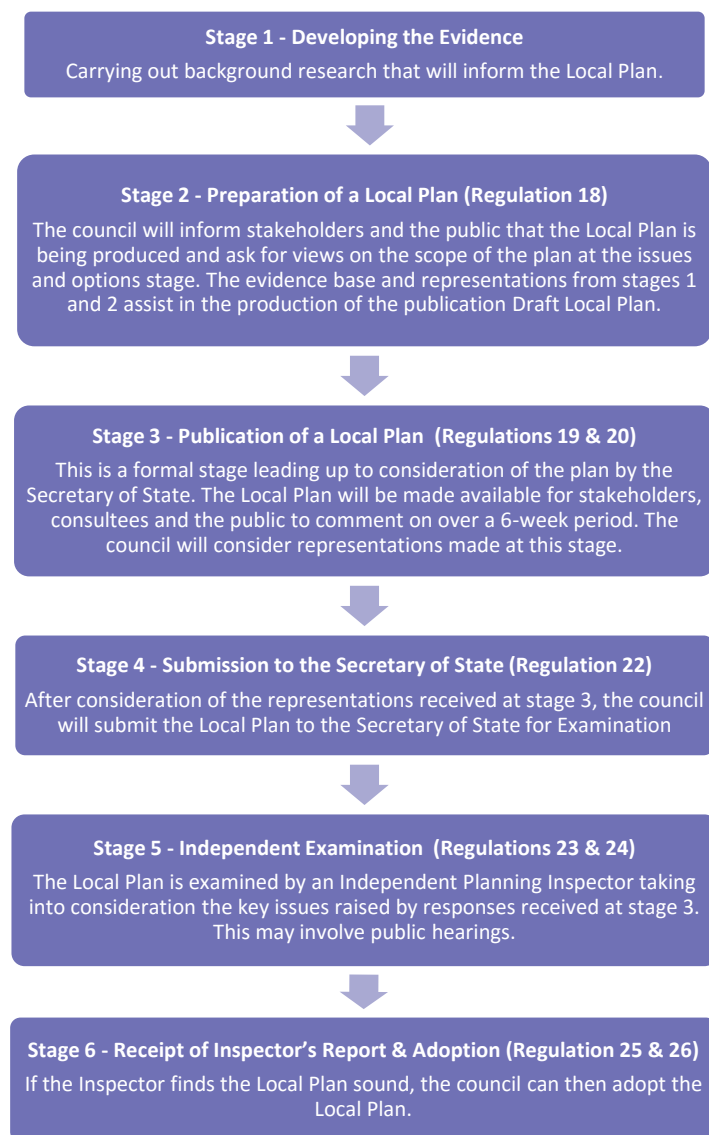 Stage 1 - Developing the Evidence
Carrying out background research that will inform the Local Plan.
Stage 2 - Preparation of a Local Plan (Regulation 18)
The council will inform stakeholders and the public that the Local Plan is
being produced and ask for views on the scope of the plan at the issues
and options stage. The evidence base and representations from stages 1
and 2 assist in the production of the publication Draft Local Plan.
Stage 3 - Publication of a Local Plan  (Regulations 19 & 20)
This is a formal stage leading up to consideration of the plan by the
Secretary of State. The Local Plan will be made available for stakeholders,
consultees and the public to comment on over a 6-week period. The
council will consider representations made at this stage.
Stage 4 - Submission to the Secretary of State (Regulation 22)
After consideration of the representations received at stage 3, the council
will submit the Local Plan to the Secretary of State for Examination
Stage 5 - Independent Examination  (Regulations 23 & 24)
The Local Plan is examined by an Independent Planning Inspector taking
into consideration the key issues raised by responses received at stage 3.
This may involve public hearings.
Stage 6 - Receipt of Inspector’s Report & Adoption (Regulation 25 & 26)
If the Inspector finds the Local Plan sound, the council can then adopt the
Local Plan.